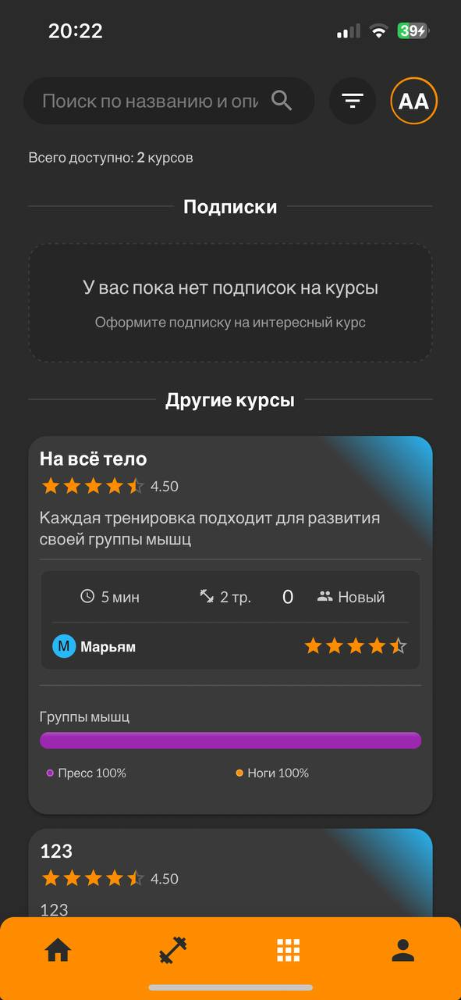 20:22
39
Поиск по названию и опи
AA
Всего доступно: 2 курсов
Подписки
У вас пока нет подписок на курсы
Оформите подписку на интересный курс
Другие курсы
На всё тело
4.50
Каждая тренировка подходит для развития
своей группы мышц
5 мин 2 тр. 0 Новый
М Марьям
Группы мышц
Пресс 100% Ноги 100%
123
4.50
123